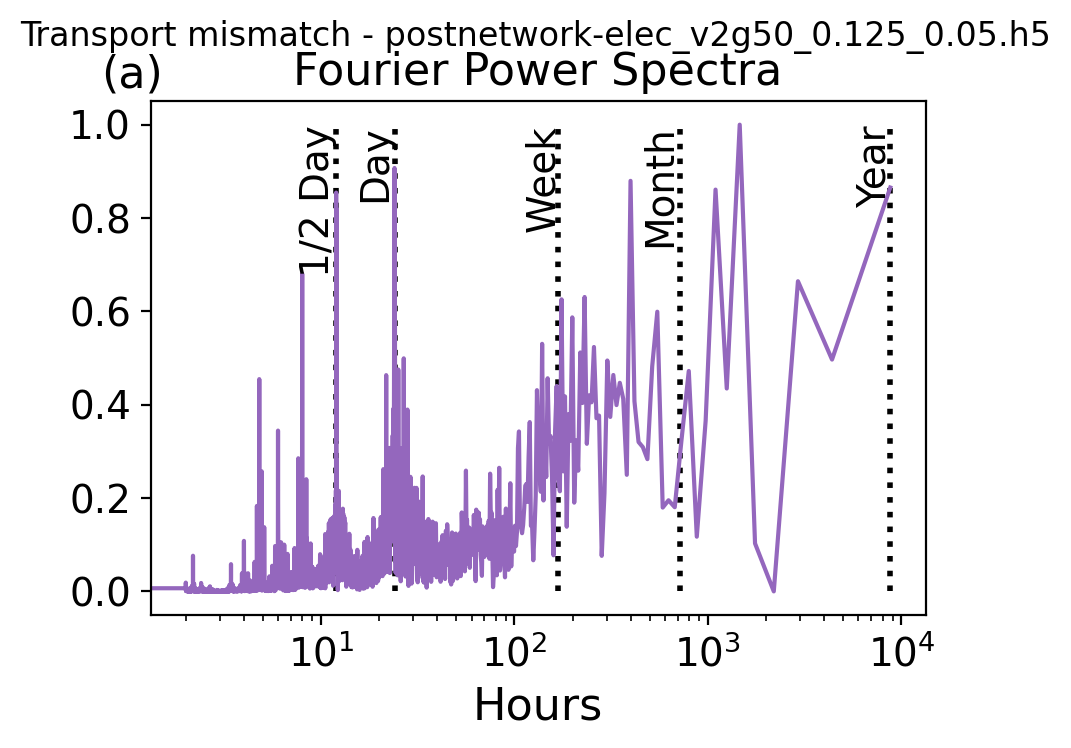 Transport mismatch - postnetwork-elec_v2g50_0.125_0.05.h5
(a) Fourier Power Spectra
1.0
0.8
0.6
0.4
0.2
0.0
1/2 Day
Day
Week
Month
Year
10¹ 10² 10³ 10⁴
Hours